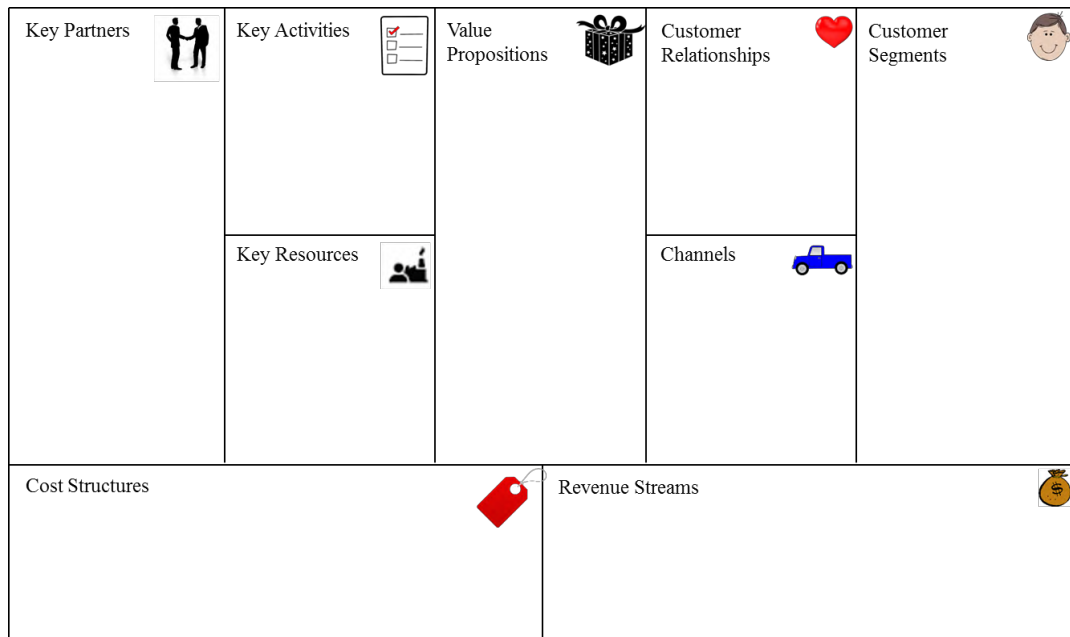 Key Partners
Key Activities
Value
Propositions
Customer
Relationships
Customer
Segments
Key Resources
Channels
Cost Structures
Revenue Streams
$